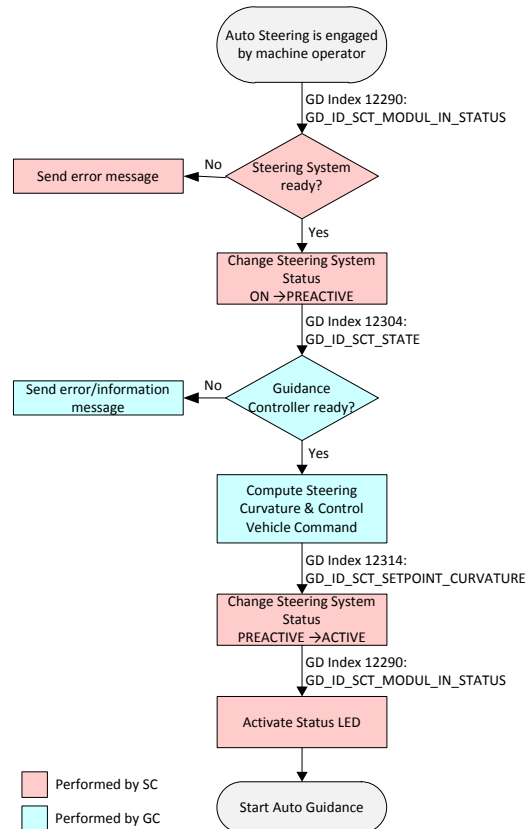 Auto Steering is engaged
by machine operator
GD Index 12290:
GD_ID_SCT_MODUL_IN_STATUS
No
Send error message
Steering System
ready?
Yes
Change Steering System
Status
ON →PREACTIVE
GD Index 12304:
GD_ID_SCT_STATE
No
Send error/information
message
Guidance
Controller ready?
Yes
Compute Steering
Curvature & Control
Vehicle Command
GD Index 12314:
GD_ID_SCT_SETPOINT_CURVATURE
Change Steering System
Status
PREACTIVE →ACTIVE
GD Index 12290:
GD_ID_SCT_MODUL_IN_STATUS
Activate Status LED
Performed by SC
Performed by GC
Start Auto Guidance